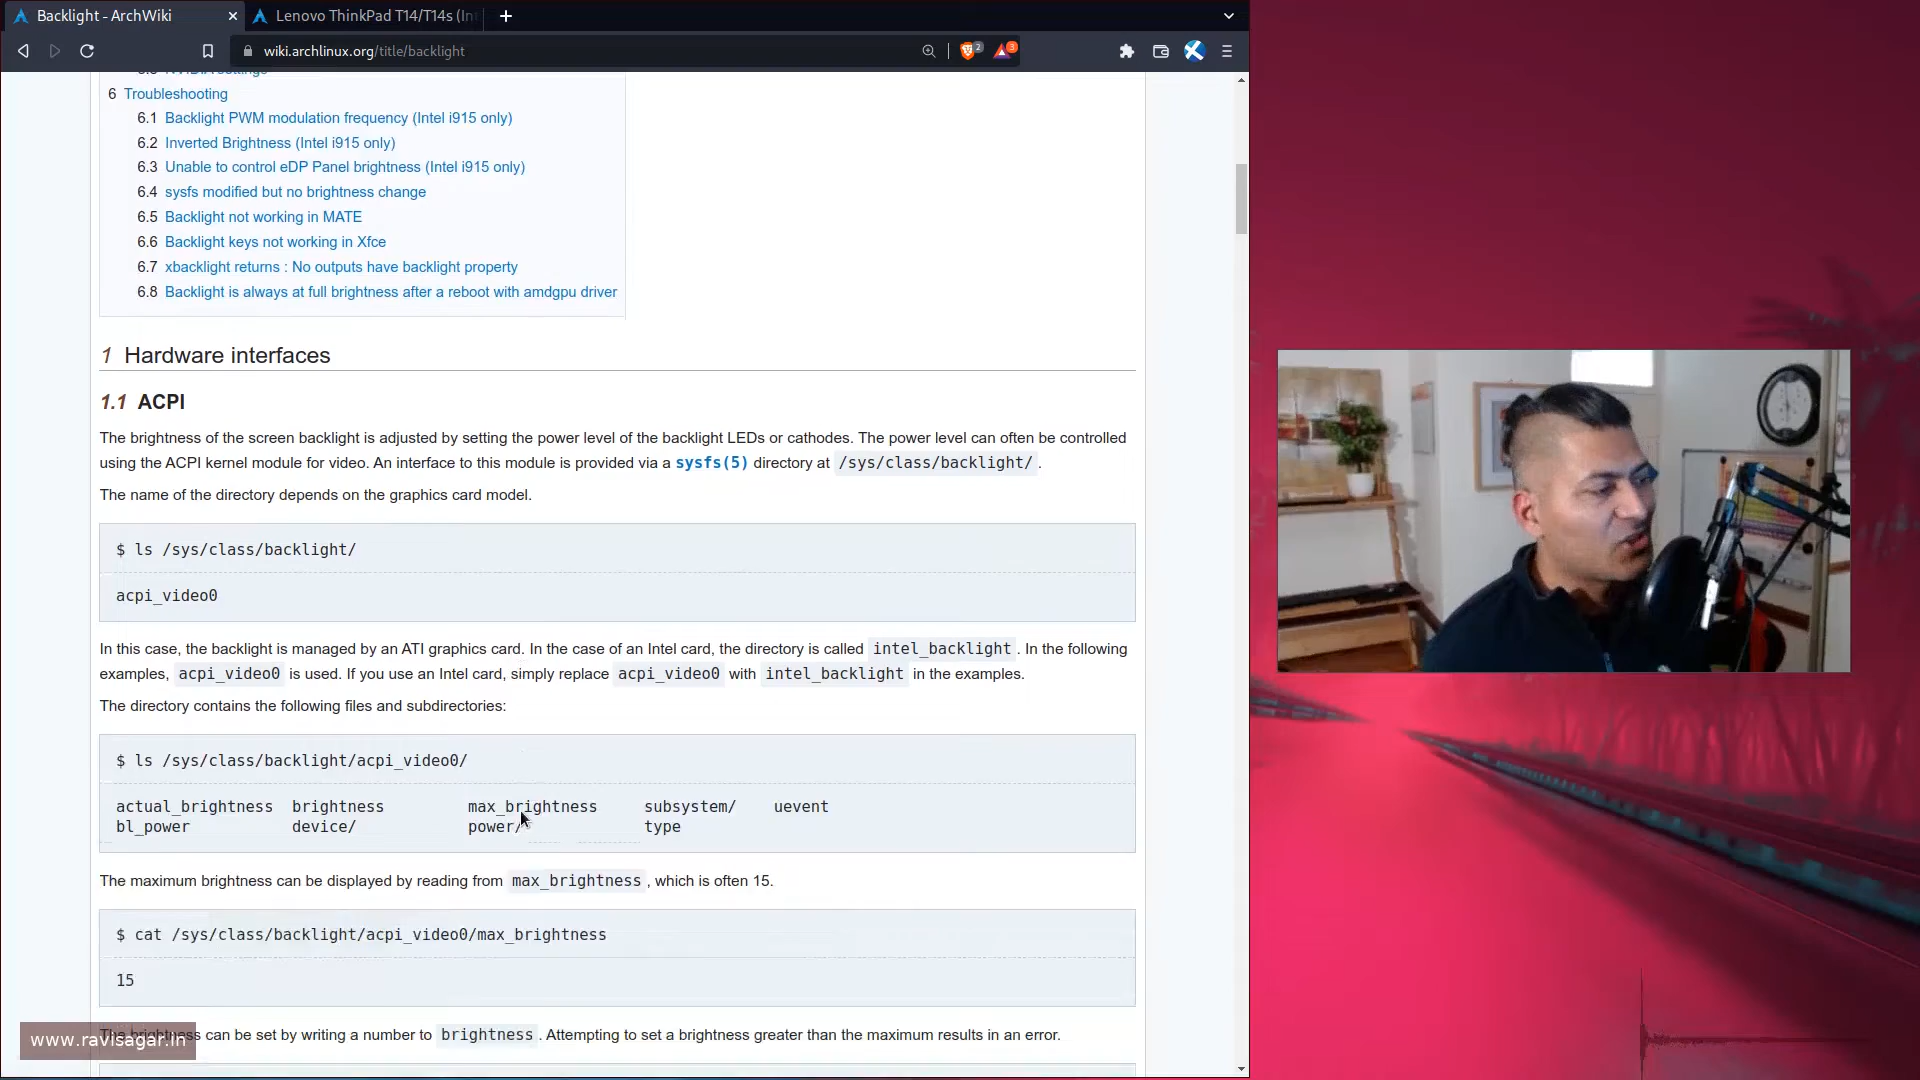 Backlight - ArchWiki
Lenovo ThinkPad T14/T14s (In
wiki.archlinux.org/title/backlight
2
3
6 Troubleshooting
6.1 Backlight PWM modulation frequency (Intel i915 only)
6.2 Inverted Brightness (Intel i915 only)
6.3 Unable to control eDP Panel brightness (Intel i915 only)
6.4 sysfs modified but no brightness change
6.5 Backlight not working in MATE
6.6 Backlight keys not working in Xfce
6.7 xbacklight returns : No outputs have backlight property
6.8 Backlight is always at full brightness after a reboot with amdgpu driver
1 Hardware interfaces
1.1 ACPI
The brightness of the screen backlight is adjusted by setting the power level of the backlight LEDs or cathodes. The power level can often be controlled
using the ACPI kernel module for video. An interface to this module is provided via a sysfs(5) directory at /sys/class/backlight/ .
The name of the directory depends on the graphics card model.
$ ls /sys/class/backlight/
acpi_video0
In this case, the backlight is managed by an ATI graphics card. In the case of an Intel card, the directory is called intel_backlight . In the following
examples, acpi_video0 is used. If you use an Intel card, simply replace acpi_video0 with intel_backlight in the examples.
The directory contains the following files and subdirectories:
$ ls /sys/class/backlight/acpi_video0/
actual_brightness brightness max_brightness subsystem/ uevent
bl_power device/ power/ type
The maximum brightness can be displayed by reading from max_brightness , which is often 15.
$ cat /sys/class/backlight/acpi_video0/max_brightness
15
The brightness can be set by writing a number to brightness . Attempting to set a brightness greater than the maximum results in an error.
www.ravisagar.in